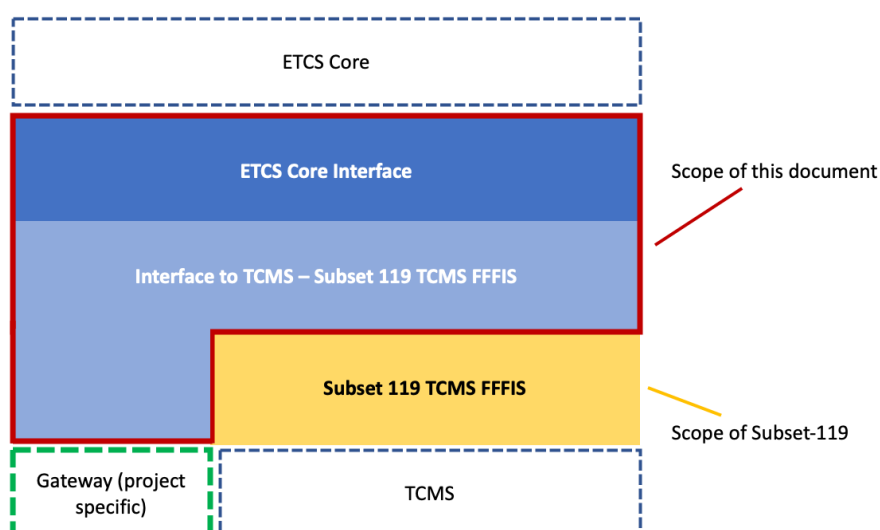 ETCS Core
ETCS Core Interface
Scope of this document
Interface to TCMS – Subset 119 TCMS FFFIS
Subset 119 TCMS FFFIS
Scope of Subset-119
Gateway (project
specific)
TCMS